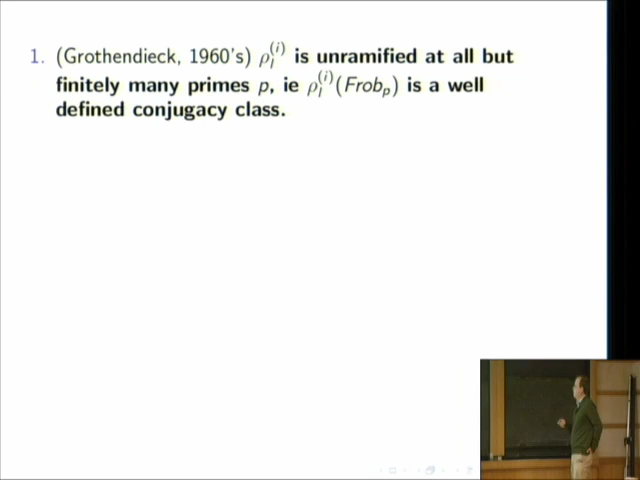 1. (Grothendieck, 1960's) ρ_l^{(i)} is unramified at all but
finitely many primes p, ie ρ_l^{(i)}(Frob_p) is a well
defined conjugacy class.